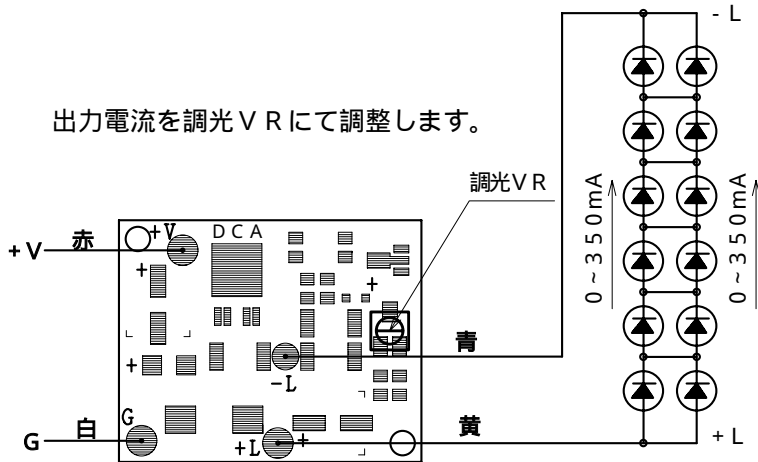 - L
出力電流を調光ＶＲにて調整します。
調光ＶＲ
0～350mA
0～350mA
+V
赤
+V
DCA
+
+
+
青
-L
G
白
G
+L
+
黄
+L